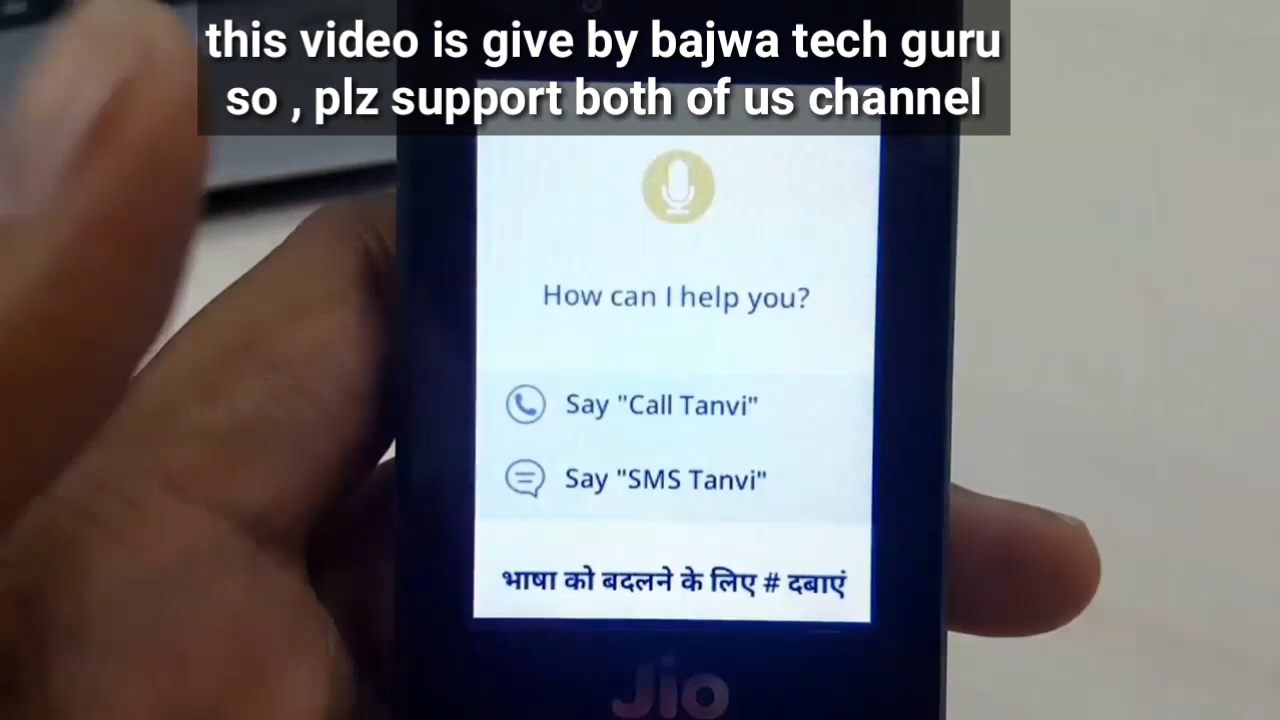 this video is give by bajwa tech guru
so , plz support both of us channel
How can I help you?
Say "Call Tanvi"
Say "SMS Tanvi"
भाषा को बदलने के लिए # दबाएं
Jio